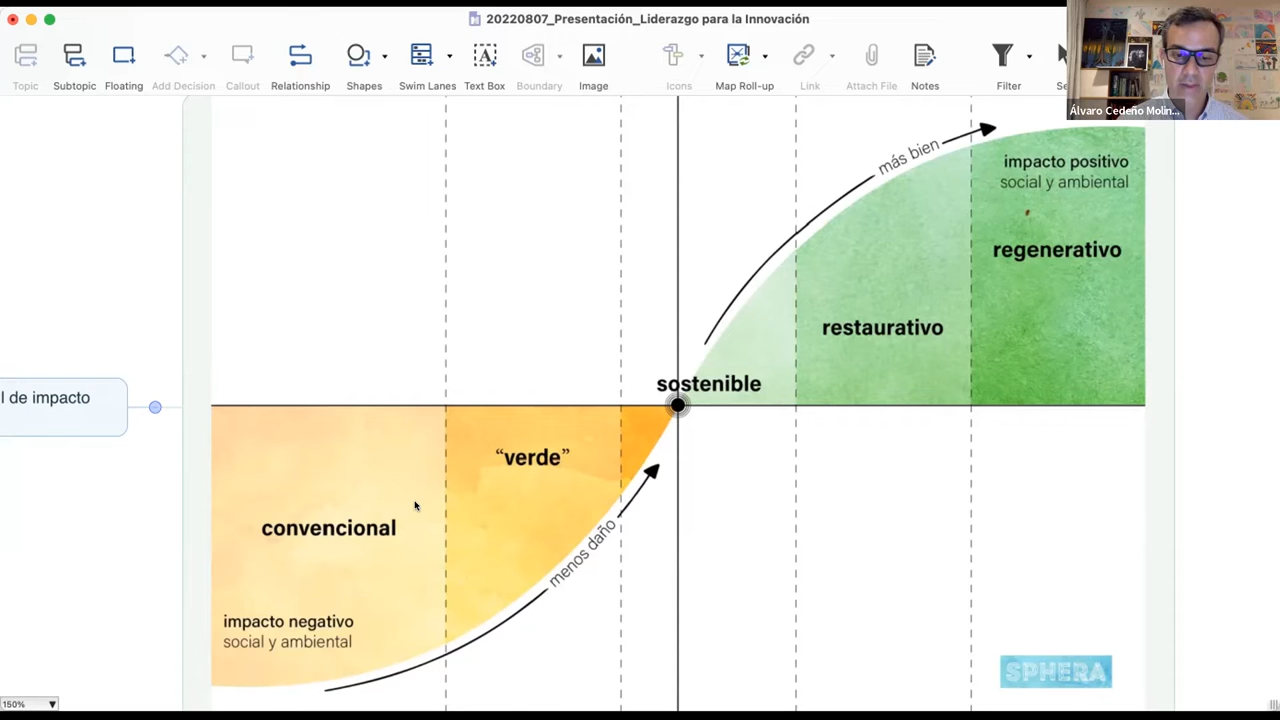 20220807_Presentación_Liderazgo para la Innovación
Topic
Subtopic
Floating
Add Decision
Callout
Relationship
Shapes
Swim Lanes
Text Box
Boundary
Image
Icons
Map Roll-up
Link
Attach File
Notes
Filter
Álvaro Cedeño Molin...
más bien
impacto positivo
social y ambiental
regenerativo
restaurativo
sostenible
l de impacto
“verde”
convencional
menos daño
impacto negativo
social y ambiental
SPHERA
150%